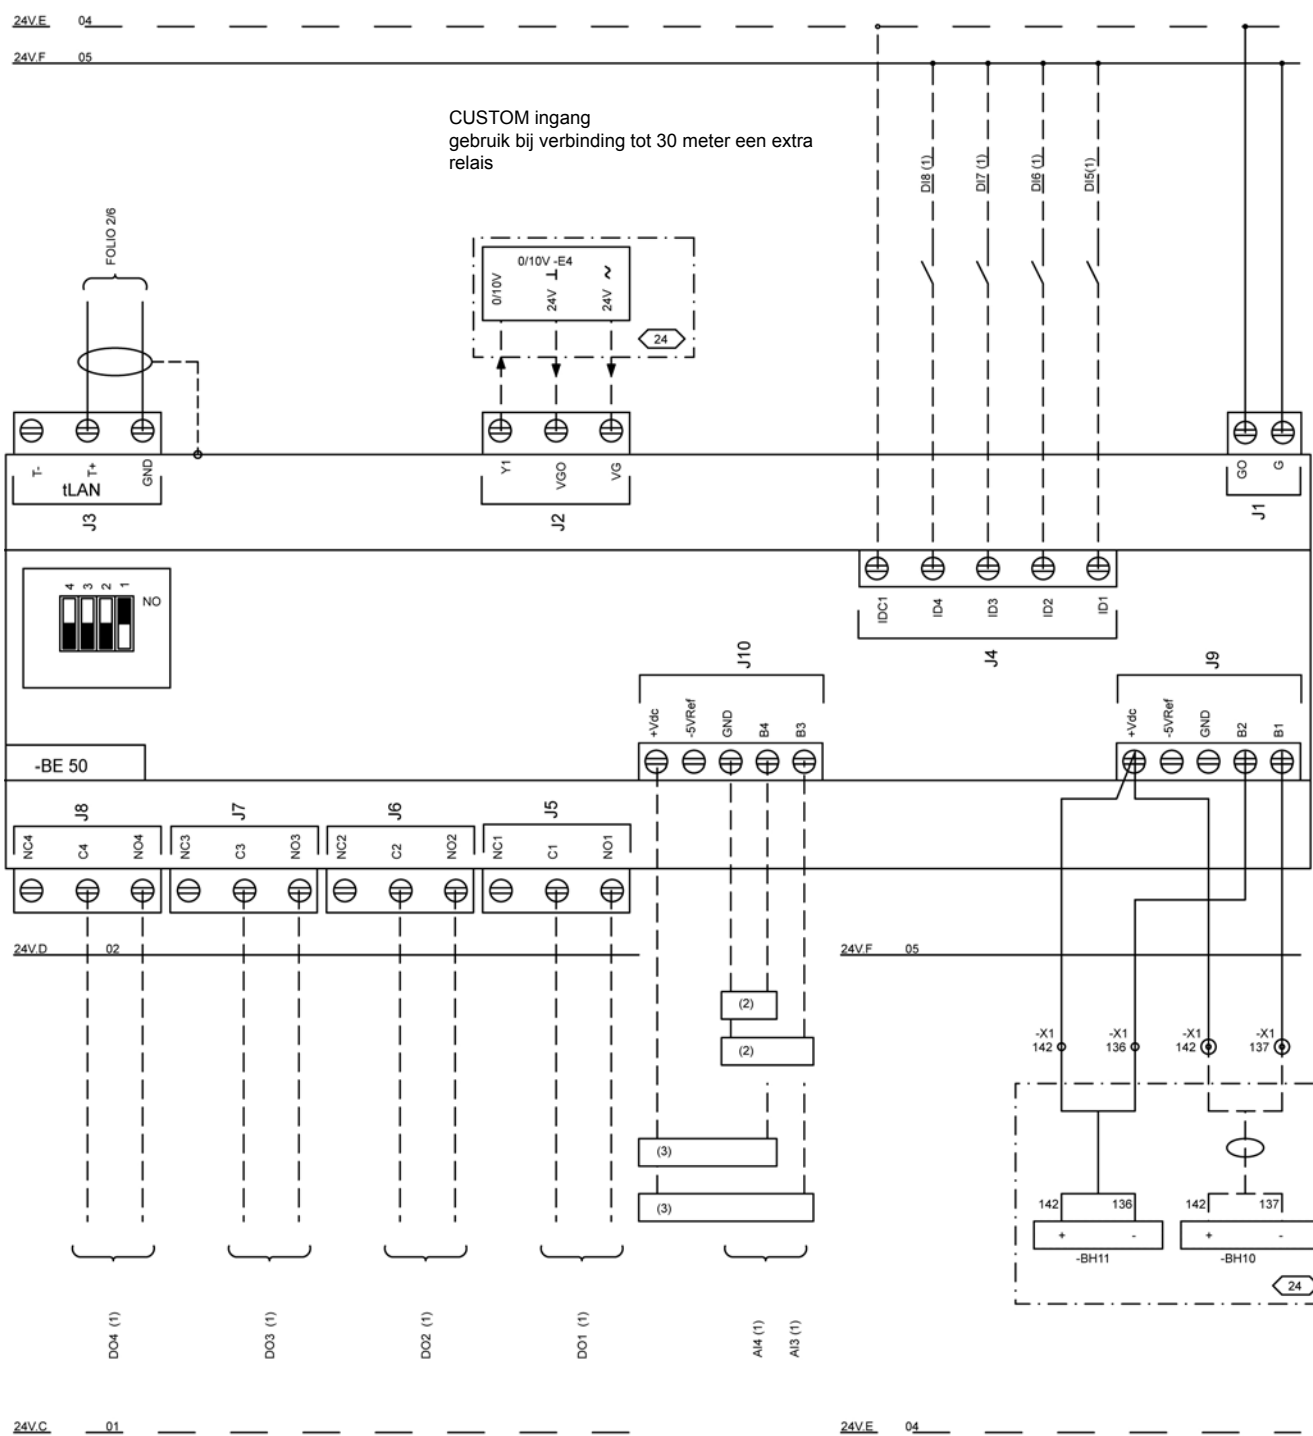 24V.E 04
24V.F 05
CUSTOM ingang
gebruik bij verbinding tot 30 meter een extra
relais
DI8 (1)
DI7 (1)
DI6 (1)
DI5(1)
FOLIO 2/6
0/10V -E4
0/10V
24V
24V ~
24
T-
T+
GND
tLAN
J3
Y1
VGO
VG
J2
GO
G
J1
4
3
2
1
NO
IDC1
ID4
ID3
ID2
ID1
J4
J10
+Vdc
-5VRef
GND
B4
B3
J9
+Vdc
-5VRef
GND
B2
B1
-BE 50
J8
NC4
C4
NO4
J7
NC3
C3
NO3
J6
NC2
C2
NO2
J5
NC1
C1
NO1
24V.D 02
24V.F 05
(2)
(2)
(3)
(3)
-X1
142
-X1
136
-X1
142
-X1
137
142
136
142
137
+ -
-BH11
+ -
-BH10
24
DO4 (1)
DO3 (1)
DO2 (1)
DO1 (1)
AI4 (1)
AI3 (1)
24V.C 01
24V.E 04